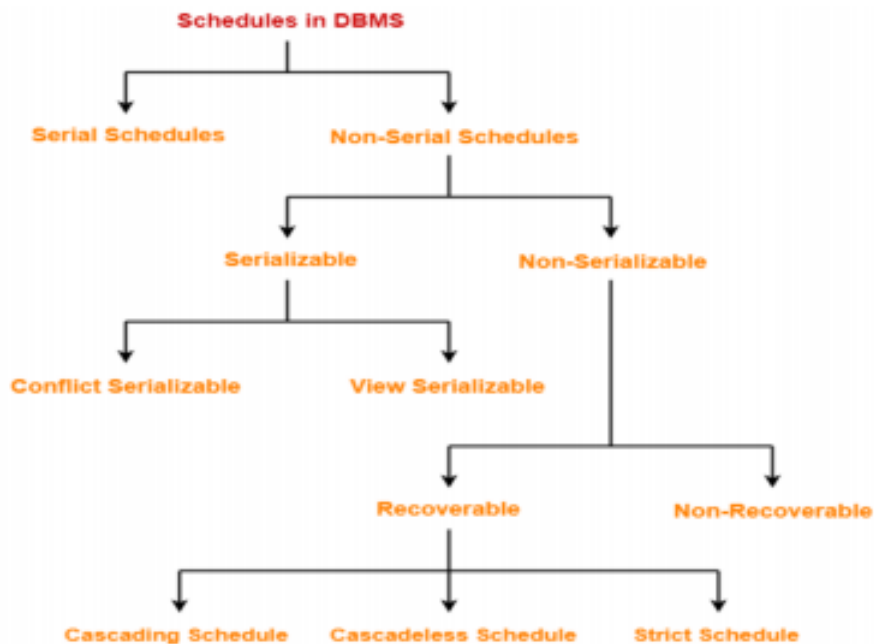 Schedules in DBMS
Serial Schedules
Non-Serial Schedules
Serializable
Non-Serializable
Conflict Serializable
View Serializable
Recoverable
Non-Recoverable
Cascading Schedule
Cascadeless Schedule
Strict Schedule